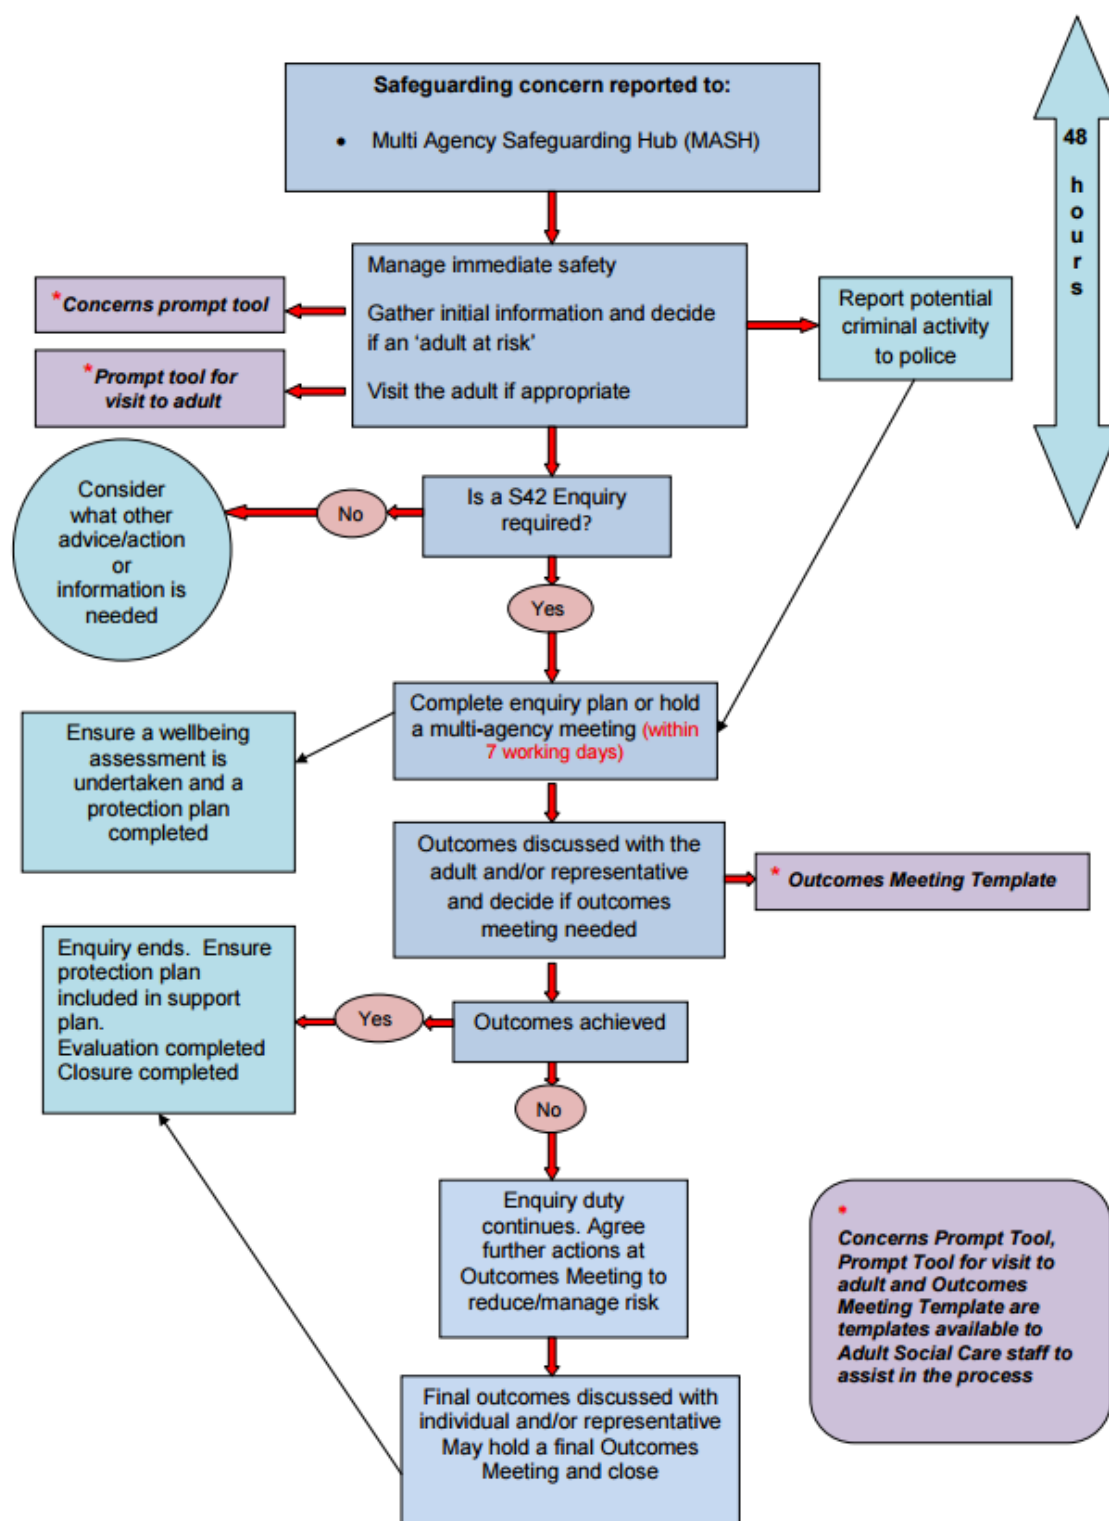 Safeguarding concern reported to:
• Multi Agency Safeguarding Hub (MASH)
48
hours
Manage immediate safety
Gather initial information and decide
if an ‘adult at risk’
Visit the adult if appropriate
*Concerns prompt tool
*Prompt tool for
visit to adult
Report potential
criminal activity
to police
Is a S42 Enquiry
required?
No
Consider
what other
advice/action
or
information is
needed
Yes
Complete enquiry plan or hold
a multi-agency meeting (within
7 working days)
Ensure a wellbeing
assessment is
undertaken and a
protection plan
completed
Outcomes discussed with the
adult and/or representative
and decide if outcomes
meeting needed
* Outcomes Meeting Template
Outcomes achieved
Yes
Enquiry ends. Ensure
protection plan
included in support
plan.
Evaluation completed
Closure completed
No
Enquiry duty
continues. Agree
further actions at
Outcomes Meeting to
reduce/manage risk
*
Concerns Prompt Tool,
Prompt Tool for visit to
adult and Outcomes
Meeting Template are
templates available to
Adult Social Care staff to
assist in the process
Final outcomes discussed with
individual and/or representative
May hold a final Outcomes
Meeting and close